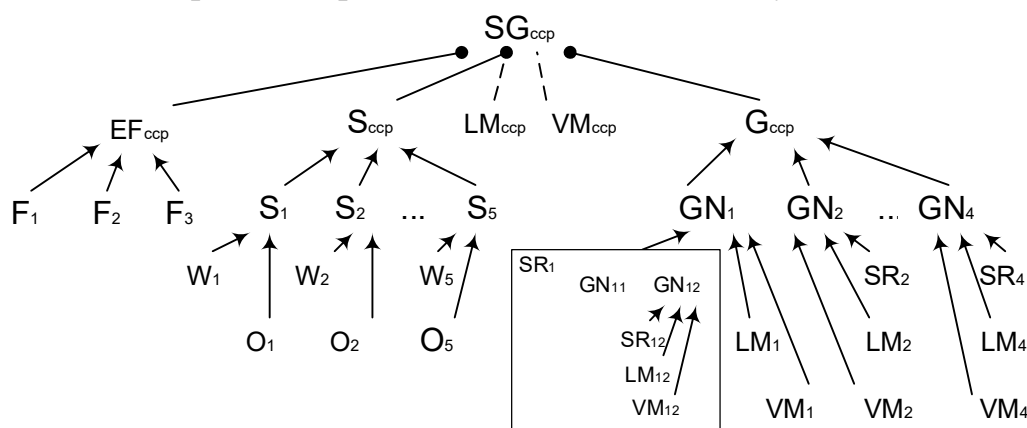 SGccp
EFccp Sccp LMccp VMccp Gccp
F1 F2 F3 S1 S2 ... S5 GN1 GN2 ... GN4
W1 W2 W5 SR1 SR2 SR4
GN11 GN12
O1 O2 O5 SR12 LM1 LM2 LM4
LM12
VM12 VM1 VM2 VM4